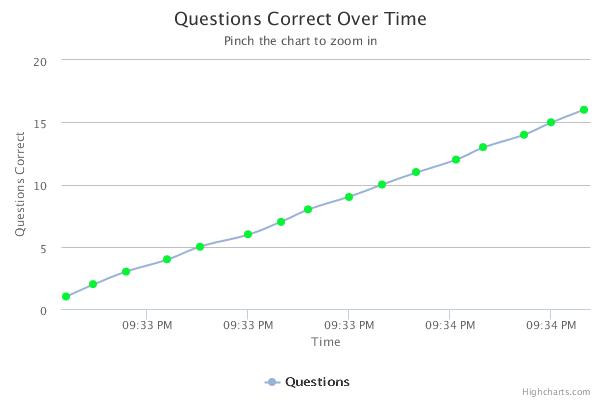 Questions Correct Over Time
Pinch the chart to zoom in
Questions Correct
20
15
10
5
0
09:33 PM 09:33 PM 09:33 PM 09:34 PM 09:34 PM
Time
Questions
Highcharts.com